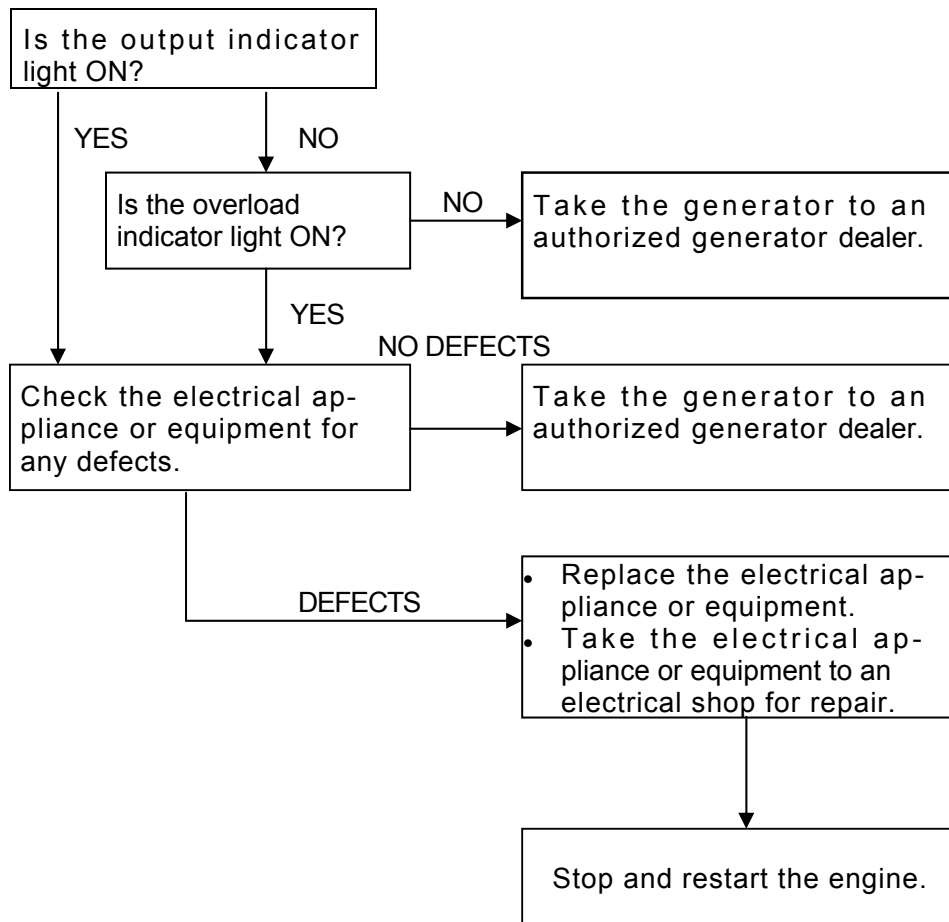 Is the output indicator
light ON?
YES
NO
Is the overload
indicator light ON?
NO
Take the generator to an
authorized generator dealer.
YES
NO DEFECTS
Check the electrical ap-
pliance or equipment for
any defects.
Take the generator to an
authorized generator dealer.
DEFECTS
• Replace the electrical ap-
pliance or equipment.
• Take the electrical ap-
pliance or equipment to an
electrical shop for repair.
Stop and restart the engine.